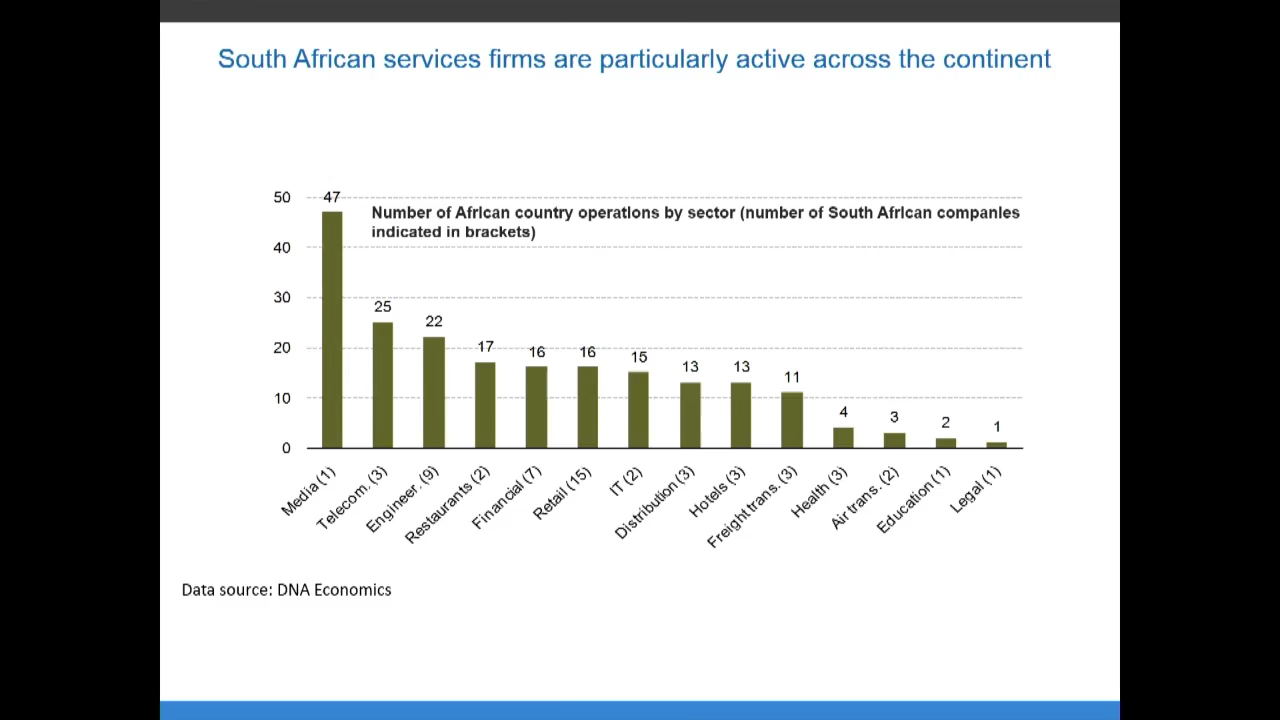 South African services firms are particularly active across the continent
50
40
30
20
10
0
Number of African country operations by sector (number of South African companies
indicated in brackets)
47
25
22
17
16
16
15
13
13
11
4
3
2
1
Media (1)
Telecom. (3)
Engineer. (9)
Restaurants (2)
Financial (7)
Retail (15)
IT (2)
Distribution (3)
Hotels (3)
Freight trans. (3)
Health (3)
Air trans. (2)
Education (1)
Legal (1)
Data source: DNA Economics